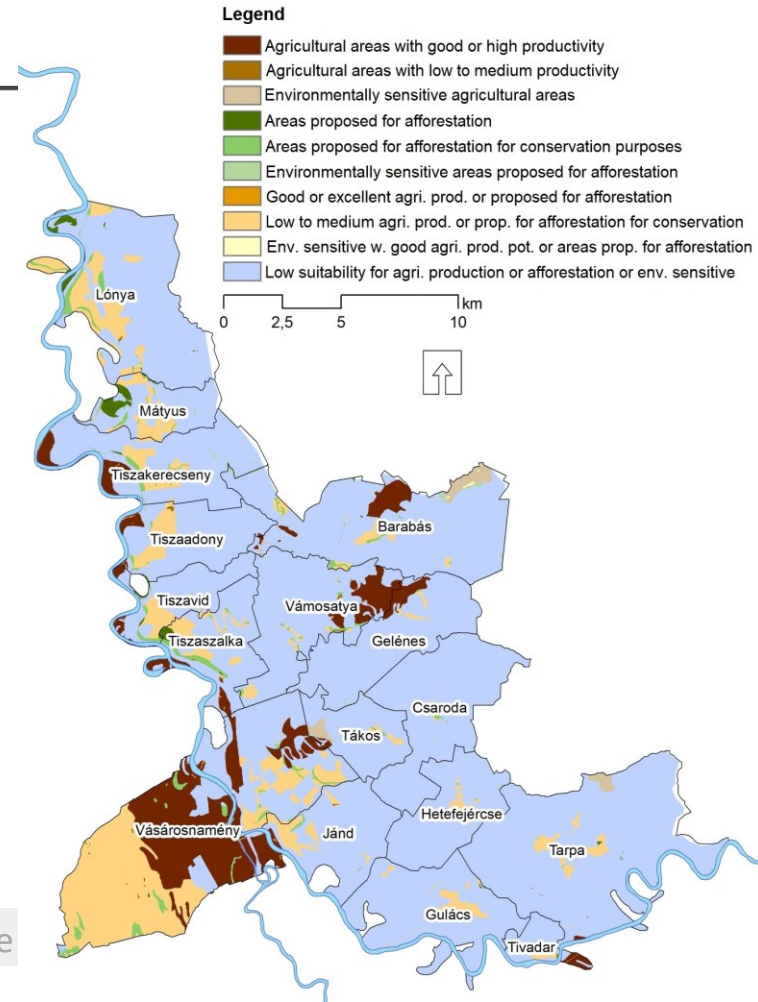 Legend
Agricultural areas with good or high productivity
Agricultural areas with low to medium productivity
Environmentally sensitive agricultural areas
Areas proposed for afforestation
Areas proposed for afforestation for conservation purposes
Environmentally sensitive areas proposed for afforestation
Good or excellent agri. prod. or proposed for afforestation
Low to medium agri. prod. or prop. for afforestation for conservation
Env. sensitive w. good agri. prod. pot. or areas prop. for afforestation
Low suitability for agri. production or afforestation or env. sensitive
km
0 2,5 5 10
Lónya
Mátyus
Tiszakerecseny
Barabás
Tiszaadony
Tiszavid
Vámosatya
Tiszaszalka
Gelénes
Csaroda
Tákos
Hetefejércse
Vásárosnamény
Jánd
Tarpa
Gulács
Tivadar
e